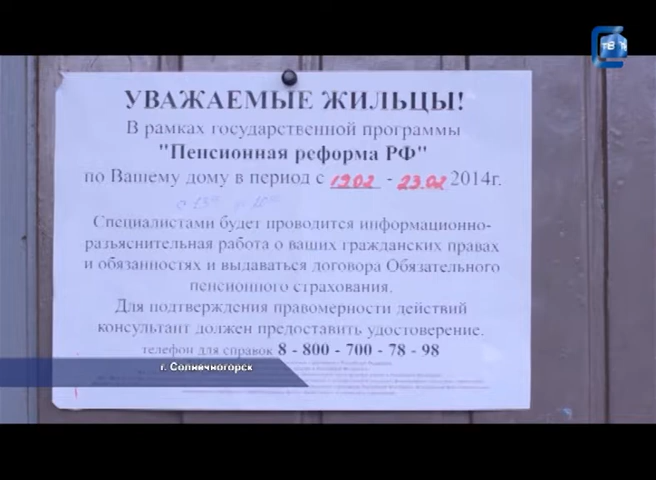 УВАЖАЕМЫЕ ЖИЛЬЦЫ!
В рамках государственной программы
"Пенсионная реформа РФ"
по Вашему дому в период с 19.02 - 23.02 2014г.
Специалистами будет проводится информационно-
разъяснительная работа о ваших гражданских правах
и обязанностях и выдаваться договора Обязательного
пенсионного страхования.
Для подтверждения правомерности действий
консультант должен предоставить удостоверение.
телефон для справок 8 - 800 - 700 - 78 - 98
г. Солнечногорск